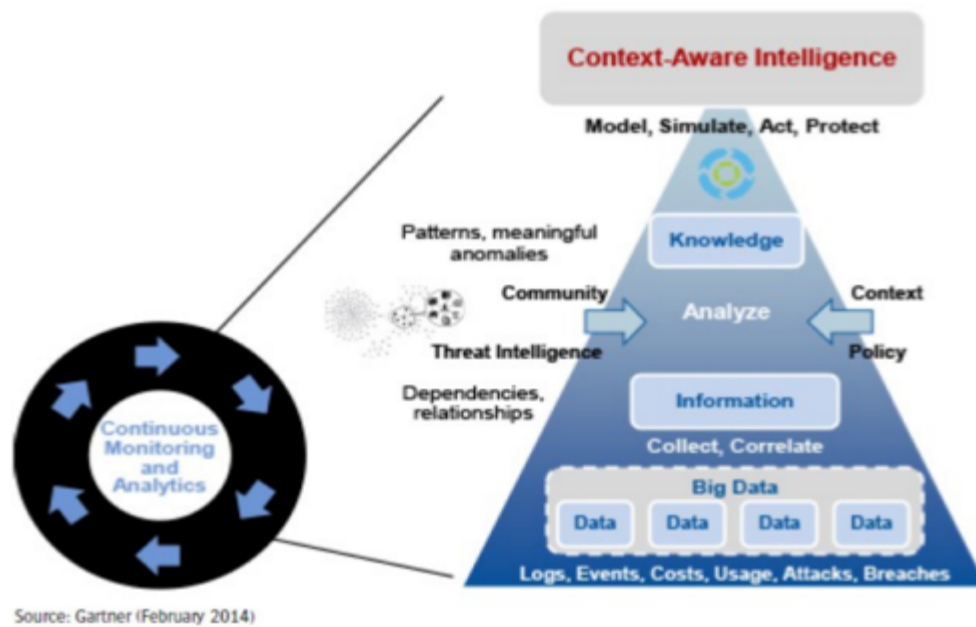 Context-Aware Intelligence
Model, Simulate, Act, Protect
Patterns, meaningful
anomalies
Knowledge
Community
Analyze
Context
Threat Intelligence
Policy
Dependencies,
relationships
Information
Collect, Correlate
Continuous
Monitoring
and
Analytics
Big Data
Data Data Data Data
Logs, Events, Costs, Usage, Attacks, Breaches
Source: Gartner (February 2014)